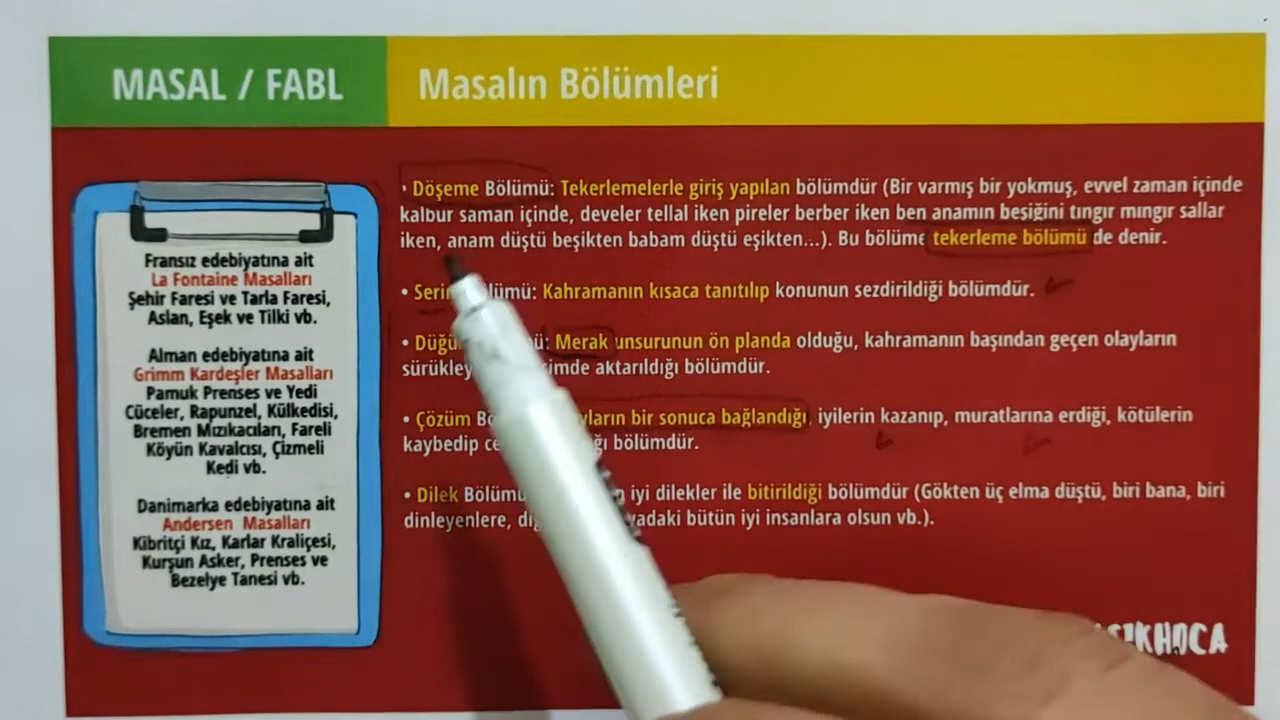 MASAL / FABL
Masalın Bölümleri
Fransız edebiyatına ait
La Fontaine Masalları
Şehir Faresi ve Tarla Faresi,
Aslan, Eşek ve Tilki vb.
Alman edebiyatına ait
Grimm Kardeşler Masalları
Pamuk Prenses ve Yedi
Cüceler, Rapunzel, Külkedisi,
Bremen Mızıkacıları, Fareli
Köyün Kavalcısı, Çizmeli
Kedi vb.
Danimarka edebiyatına ait
Andersen Masalları
Kibritçi Kız, Karlar Kraliçesi,
Kurşun Asker, Prenses ve
Bezelye Tanesi vb.
• Döşeme Bölümü: Tekerlemelerle giriş yapılan bölümdür (Bir varmış bir yokmuş, evvel zaman içinde
kalbur saman içinde, develer tellal iken pireler berber iken ben anamın beşiğini tıngır mıngır sallar
iken, anam düştü beşikten babam düştü eşikten...). Bu bölüme tekerleme bölümü de denir.
• Kahramanın kısaca tanıtılıp konunun sezdirildiği bölümdür.
• Merak unsurunun ön planda olduğu, kahramanın başından geçen olayların
aktarıldığı bölümdür.
• Çözüm bir sonuca bağlandığı, iyilerin kazanıp, muratlarına erdiği, kötülerin
kaybedip bölümdür.
• Dilek iyi dilekler ile bitirildiği bölümdür (Gökten üç elma düştü, biri bana, biri
dinleyenlere, bütün iyi insanlara olsun vb.).